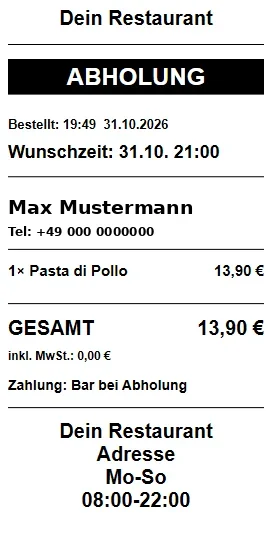 Dein Restaurant
ABHOLUNG
Bestellt: 19:49 31.10.2026
Wunschzeit: 31.10. 21:00
Max Mustermann
Tel: +49 000 0000000
1× Pasta di Pollo 13,90 €
GESAMT 13,90 €
inkl. MwSt.: 0,00 €
Zahlung: Bar bei Abholung
Dein Restaurant
Adresse
Mo-So
08:00-22:00